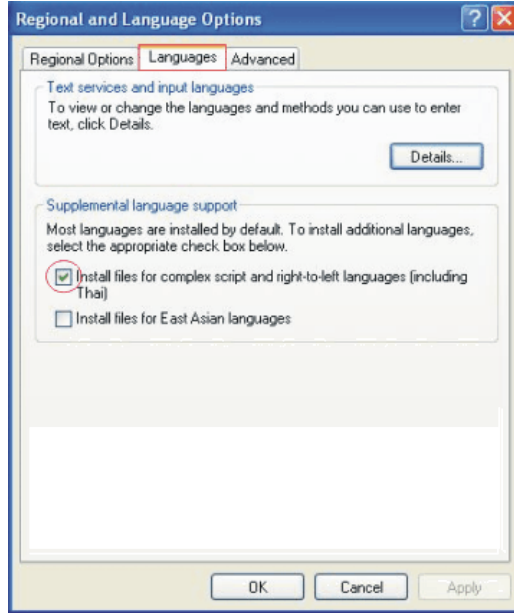 Regional and Language Options
Regional Options Languages Advanced
Text services and input languages
To view or change the languages and methods you can use to enter
text, click Details.
Details...
Supplemental language support
Most languages are installed by default. To install additional languages,
select the appropriate check box below.
Install files for complex script and right-to-left languages (including
Thai)
Install files for East Asian languages
OK Cancel Apply